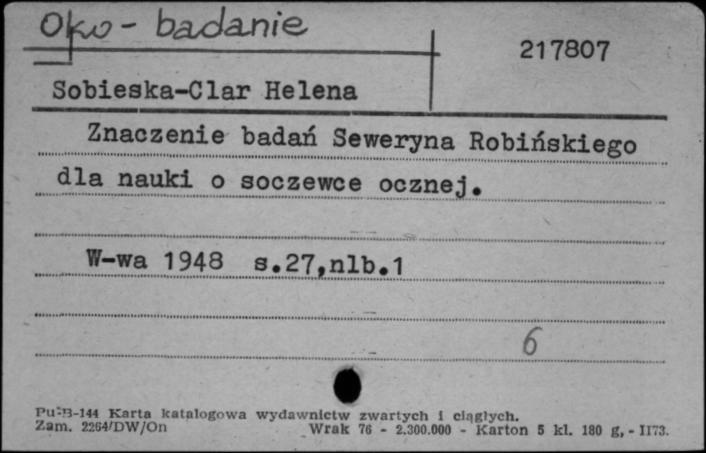 Oko - badanie
217807
Sobieska-Clar Helena
Znaczenie badań Seweryna Robińskiego
dla nauki o soczewce ocznej.
W-wa 1948 s.27,nlb.1
6
Pu-B-144 Karta katalogowa wydawnictw zwartych i ciągłych.
Zam. 2264/DW/On Wrak 76 - 2.300.000 - Karton 5 kl. 180 g, - II73.